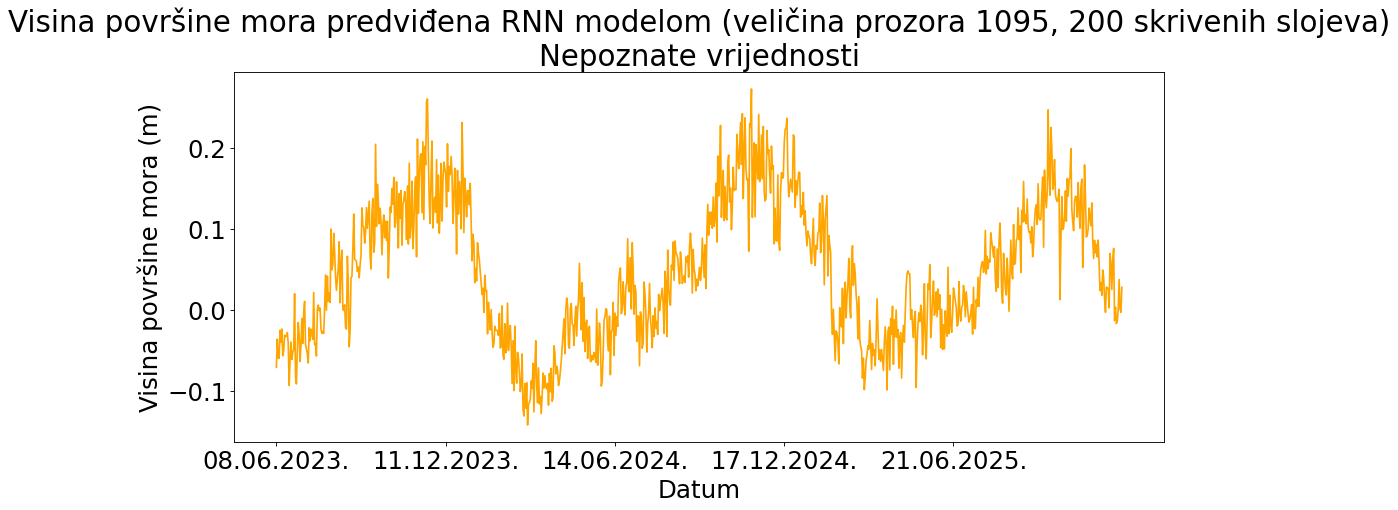 Visina površine mora predviđena RNN modelom (veličina prozora 1095, 200 skrivenih slojeva)
Nepoznate vrijednosti
Visina površine mora (m)
0.2
0.1
0.0
−0.1
08.06.2023. 11.12.2023. 14.06.2024. 17.12.2024. 21.06.2025.
Datum